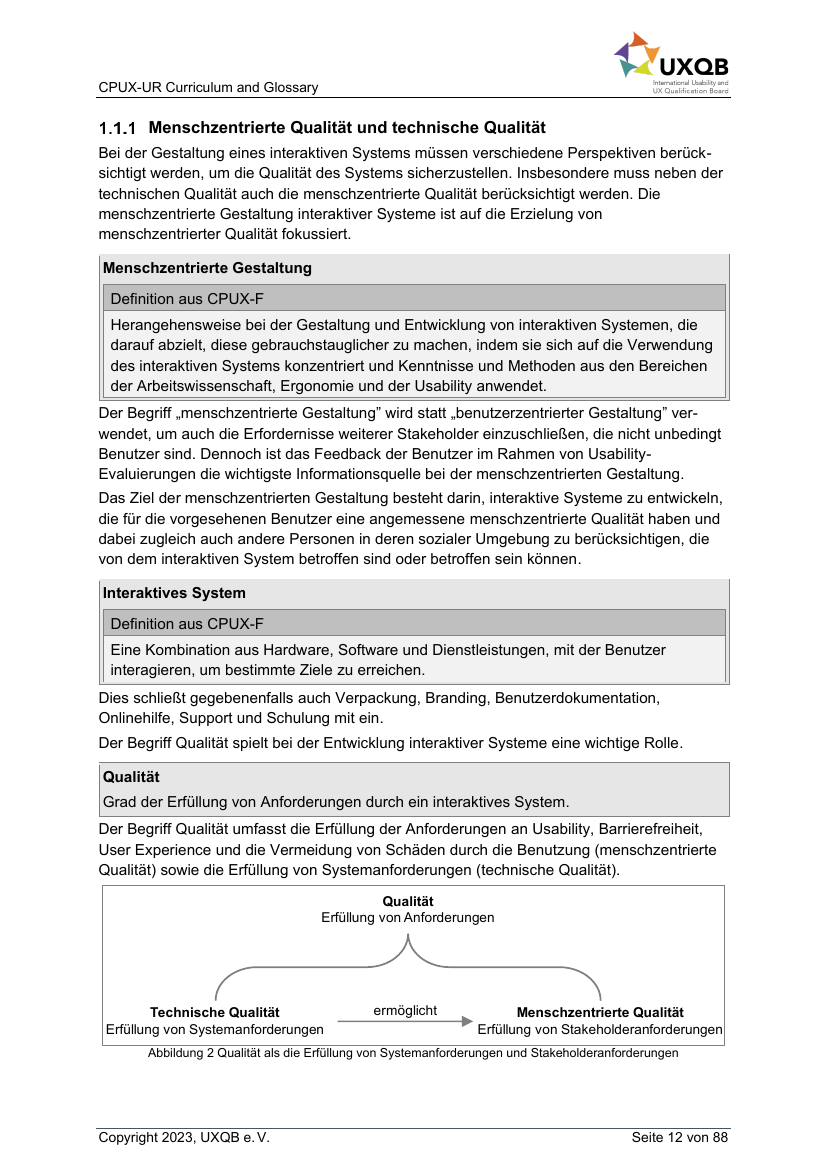 UXQB
International Usability and
UX Qualification Board
CPUX-UR Curriculum and Glossary
1.1.1 Menschzentrierte Qualität und technische Qualität
Bei der Gestaltung eines interaktiven Systems müssen verschiedene Perspektiven berück-
sichtigt werden, um die Qualität des Systems sicherzustellen. Insbesondere muss neben der
technischen Qualität auch die menschzentrierte Qualität berücksichtigt werden. Die
menschzentrierte Gestaltung interaktiver Systeme ist auf die Erzielung von
menschzentrierter Qualität fokussiert.
Menschzentrierte Gestaltung
Definition aus CPUX-F
Herangehensweise bei der Gestaltung und Entwicklung von interaktiven Systemen, die
darauf abzielt, diese gebrauchstauglicher zu machen, indem sie sich auf die Verwendung
des interaktiven Systems konzentriert und Kenntnisse und Methoden aus den Bereichen
der Arbeitswissenschaft, Ergonomie und der Usability anwendet.
Der Begriff „menschzentrierte Gestaltung” wird statt „benutzerzentrierter Gestaltung” ver-
wendet, um auch die Erfordernisse weiterer Stakeholder einzuschließen, die nicht unbedingt
Benutzer sind. Dennoch ist das Feedback der Benutzer im Rahmen von Usability-
Evaluierungen die wichtigste Informationsquelle bei der menschzentrierten Gestaltung.
Das Ziel der menschzentrierten Gestaltung besteht darin, interaktive Systeme zu entwickeln,
die für die vorgesehenen Benutzer eine angemessene menschzentrierte Qualität haben und
dabei zugleich auch andere Personen in deren sozialer Umgebung zu berücksichtigen, die
von dem interaktiven System betroffen sind oder betroffen sein können.
Interaktives System
Definition aus CPUX-F
Eine Kombination aus Hardware, Software und Dienstleistungen, mit der Benutzer
interagieren, um bestimmte Ziele zu erreichen.
Dies schließt gegebenenfalls auch Verpackung, Branding, Benutzerdokumentation,
Onlinehilfe, Support und Schulung mit ein.
Der Begriff Qualität spielt bei der Entwicklung interaktiver Systeme eine wichtige Rolle.
Qualität
Grad der Erfüllung von Anforderungen durch ein interaktives System.
Der Begriff Qualität umfasst die Erfüllung der Anforderungen an Usability, Barrierefreiheit,
User Experience und die Vermeidung von Schäden durch die Benutzung (menschzentrierte
Qualität) sowie die Erfüllung von Systemanforderungen (technische Qualität).
Qualität
Erfüllung von Anforderungen
Technische Qualität
Erfüllung von Systemanforderungen
ermöglicht
Menschzentrierte Qualität
Erfüllung von Stakeholderanforderungen
Abbildung 2 Qualität als die Erfüllung von Systemanforderungen und Stakeholderanforderungen
Copyright 2023, UXQB e. V.
Seite 12 von 88